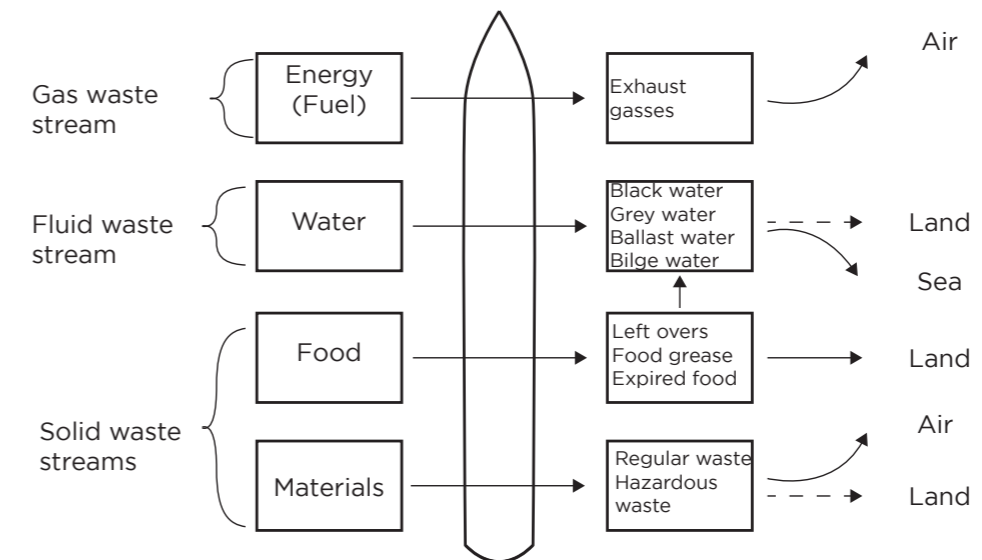 Gas waste
stream
Energy
(Fuel)
Exhaust
gasses
Air
Fluid waste
stream
Water
Black water
Grey water
Ballast water
Bilge water
Land
Sea
Solid waste
streams
Food
Left overs
Food grease
Expired food
Land
Materials
Regular waste
Hazardous
waste
Air
Land